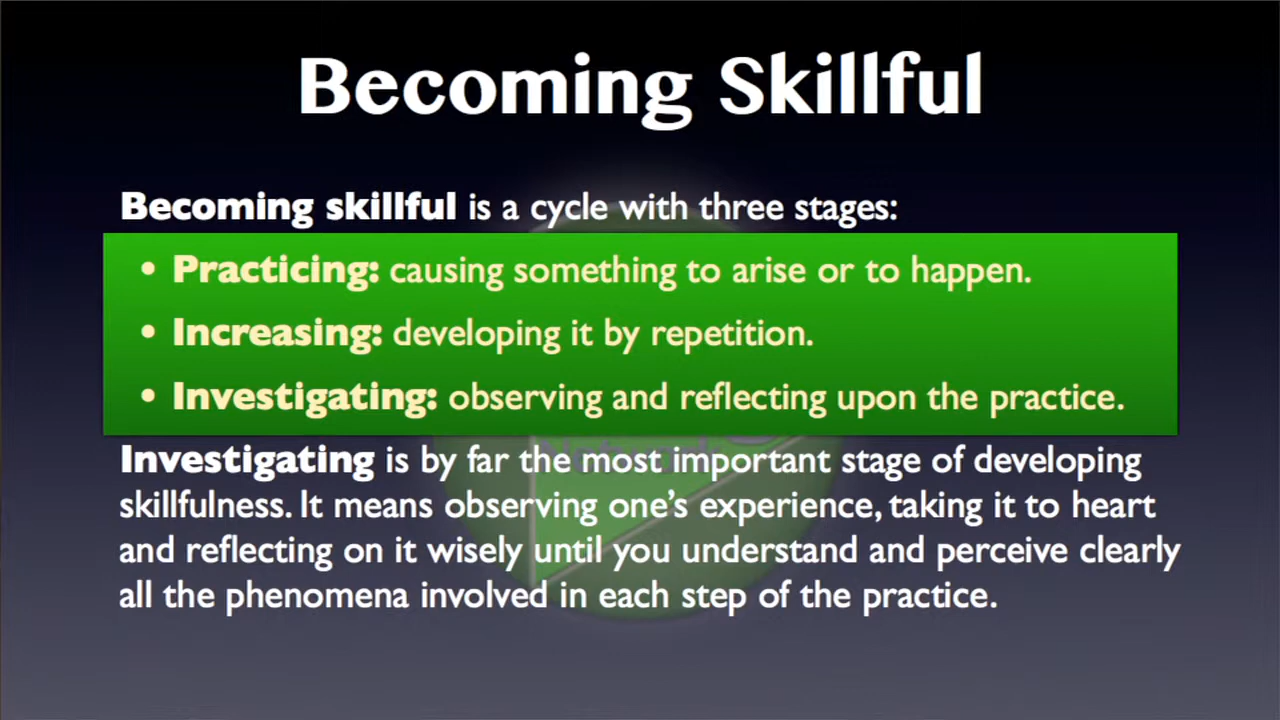 Becoming Skillful
Becoming skillful is a cycle with three stages:
• Practicing: causing something to arise or to happen.
• Increasing: developing it by repetition.
• Investigating: observing and reflecting upon the practice.
Investigating is by far the most important stage of developing
skillfulness. It means observing one's experience, taking it to heart
and reflecting on it wisely until you understand and perceive clearly
all the phenomena involved in each step of the practice.